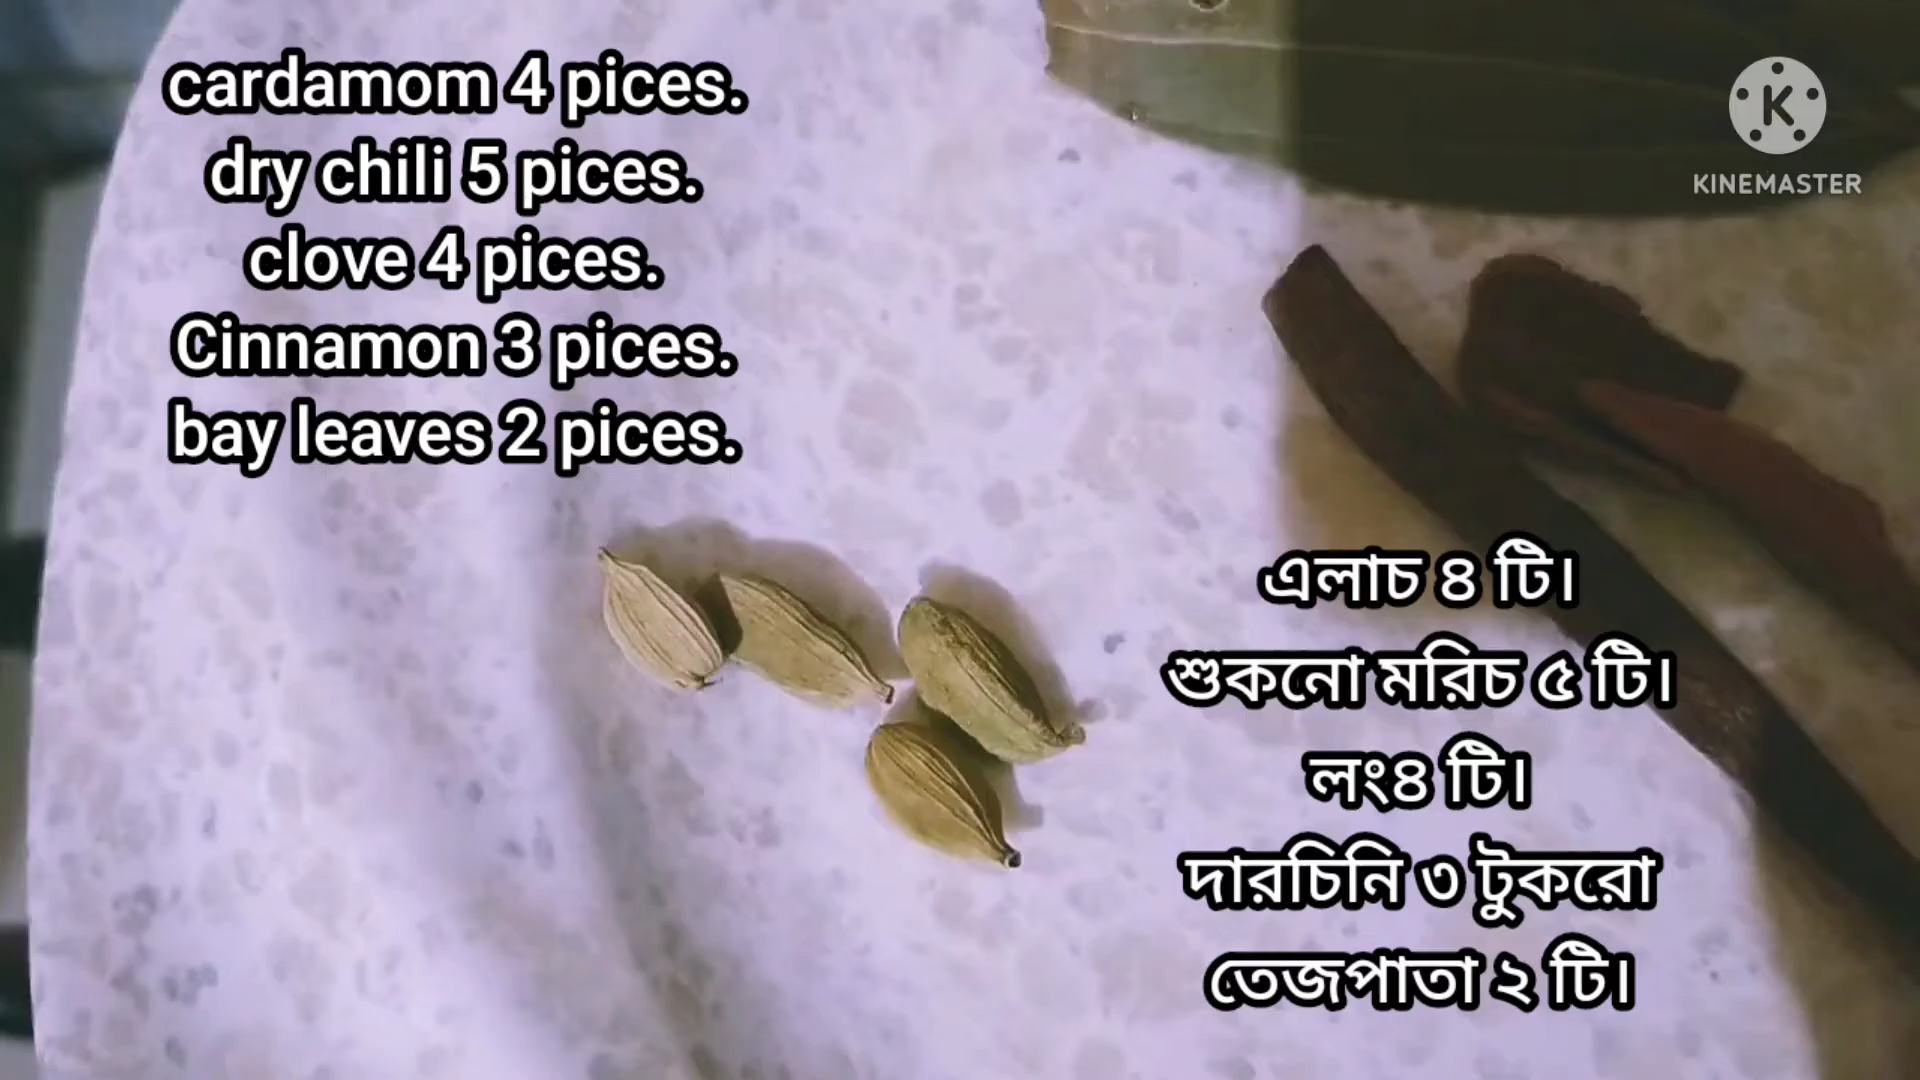 cardamom 4 pices.
dry chili 5 pices.
clove 4 pices.
Cinnamon 3 pices.
bay leaves 2 pices.
K
KINEMASTER
এলাচ ৪ টি।
শুকনো মরিচ ৫ টি।
লং৪ টি।
দারচিনি ৩ টুকরো
তেজপাতা ২ টি।